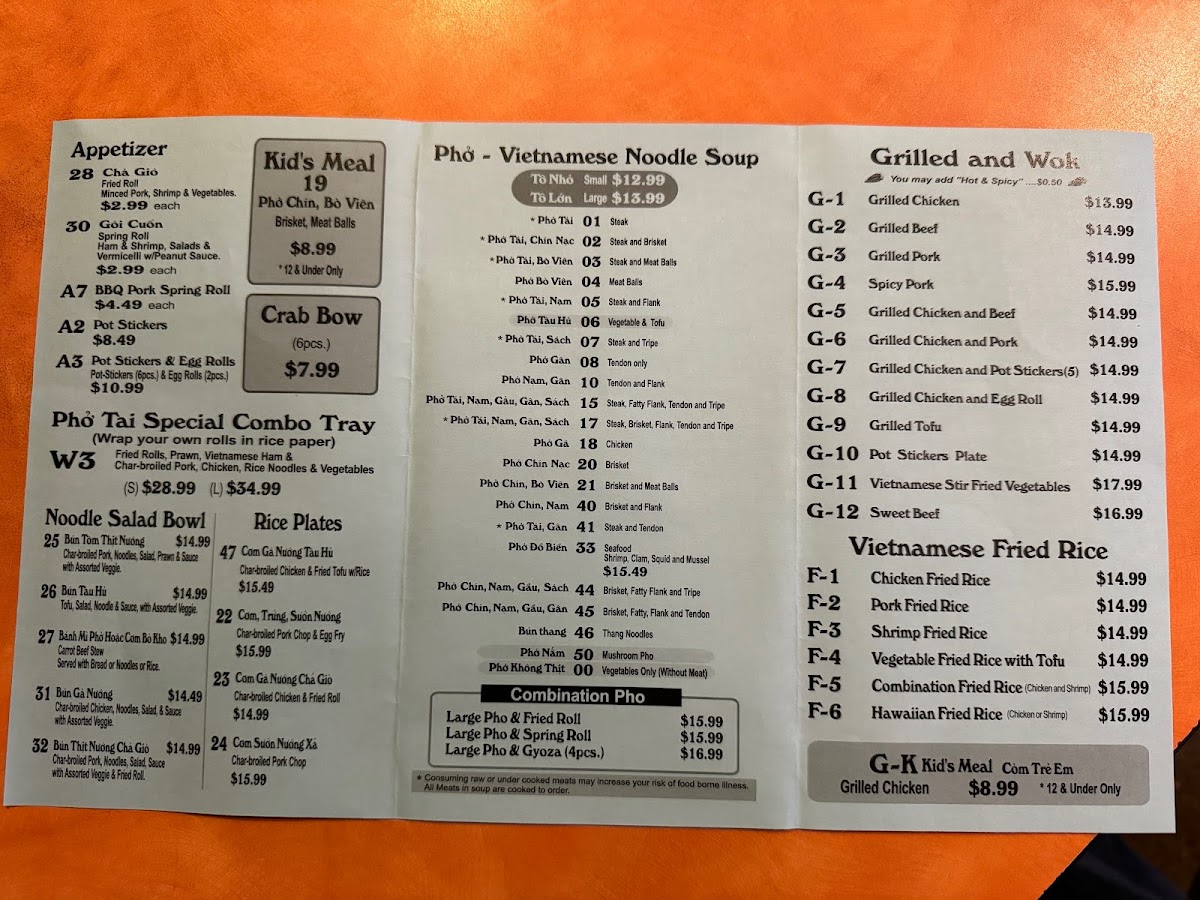 Appetizer
28 Chả Giò
Fried Roll
Minced Pork, Shrimp & Vegetables.
$2.99 each
30 Gỏi Cuốn
Spring Roll
Ham & Shrimp, Salads &
Vermicelli w/Peanut Sauce.
$2.99 each
A7 BBQ Pork Spring Roll
$4.49 each
A2 Pot Stickers
$8.49
A3 Pot Stickers & Egg Rolls
Pot-Stickers (6pcs.) & Egg Rolls (2pcs.)
$10.99
Kid's Meal
19
Phở Chín, Bò Viên
Brisket, Meat Balls
$8.99
*12 & Under Only
Crab Bow
(6pcs.)
$7.99
Phở Tai Special Combo Tray
(Wrap your own rolls in rice paper)
W3 Fried Rolls, Prawn, Vietnamese Ham &
Char-broiled Pork, Chicken, Rice Noodles & Vegetables
(S) $28.99 (L) $34.99
Noodle Salad Bowl
25 Bún Tôm Thịt Nướng $14.99
Char-broiled Pork, Noodles, Salad, Prawn & Sauce
with Assorted Veggie.
26 Bún Tàu Hủ $14.99
Tofu, Salad, Noodle & Sauce, with Assorted Veggie.
27 Bánh Mì Phở Hoặc Cơm Bò Kho $14.99
Carrot Beef Stew
Served with Bread or Noodles or Rice.
31 Bún Gà Nướng $14.49
Char-broiled Chicken, Noodles, Salad, & Sauce
with Assorted Veggie.
32 Bún Thịt Nướng Chả Giò $14.99
Char-broiled Pork, Noodles, Salad, Sauce
with Assorted Veggie & Fried Roll.
Rice Plates
47 Cơm Gà Nướng Tàu Hủ
Char-broiled Chicken & Fried Tofu w/Rice
$15.49
22 Cơm, Trứng, Sườn Nướng
Char-broiled Pork Chop & Egg Fry
$15.99
23 Cơm Gà Nướng Chả Giò
Char-broiled Chicken & Fried Roll
$14.99
24 Cơm Sườn Nướng Xả
Char-broiled Pork Chop
$15.99
Phở - Vietnamese Noodle Soup
Tô Nhỏ Small $12.99
Tô Lớn Large $13.99
* Phở Tái 01 Steak
* Phở Tái, Chín Nạc 02 Steak and Brisket
*Phở Tái, Bò Viên 03 Steak and Meat Balls
Phở Bò Viên 04 Meat Balls
* Phở Tái, Nạm 05 Steak and Flank
Phở Tàu Hủ 06 Vegetable & Tofu
* Phở Tái, Sách 07 Steak and Tripe
Phở Gân 08 Tendon only
Phở Nạm, Gân 10 Tendon and Flank
Phở Tái, Nạm, Gầu, Gân, Sách 15 Steak, Fatty Flank, Tendon and Tripe
* Phở Tái, Nạm, Gân, Sách 17 Steak, Brisket, Flank, Tendon and Tripe
Phở Gà 18 Chicken
Phở Chín Nạc 20 Brisket
Phở Chín, Bò Viên 21 Brisket and Meat Balls
Phở Chín, Nạm 40 Brisket and Flank
* Phở Tái, Gân 41 Steak and Tendon
Phở Đồ Biển 33 Seafood
Shrimp, Clam, Squid and Mussel
$15.49
Phở Chín, Nạm, Gầu, Sách 44 Brisket, Fatty Flank and Tripe
Phở Chín, Nạm, Gầu, Gân 45 Brisket, Fatty, Flank and Tendon
Bún thang 46 Thang Noodles
Phở Nấm 50 Mushroom Pho
Phở Không Thịt 00 Vegetables Only (Without Meat)
Combination Pho
Large Pho & Fried Roll $15.99
Large Pho & Spring Roll $15.99
Large Pho & Gyoza (4pcs.) $16.99
* Consuming raw or under cooked meats may increase your risk of food borne illness.
All Meats in soup are cooked to order.
Grilled and Wok
You may add "Hot & Spicy" ....$0.50
G-1 Grilled Chicken $13.99
G-2 Grilled Beef $14.99
G-3 Grilled Pork $14.99
G-4 Spicy Pork $15.99
G-5 Grilled Chicken and Beef $14.99
G-6 Grilled Chicken and Pork $14.99
G-7 Grilled Chicken and Pot Stickers(5) $14.99
G-8 Grilled Chicken and Egg Roll $14.99
G-9 Grilled Tofu $14.99
G-10 Pot Stickers Plate $14.99
G-11 Vietnamese Stir Fried Vegetables $17.99
G-12 Sweet Beef $16.99
Vietnamese Fried Rice
F-1 Chicken Fried Rice $14.99
F-2 Pork Fried Rice $14.99
F-3 Shrimp Fried Rice $14.99
F-4 Vegetable Fried Rice with Tofu $14.99
F-5 Combination Fried Rice (Chicken and Shrimp) $15.99
F-6 Hawaiian Fried Rice (Chicken or Shrimp) $15.99
G-K Kid's Meal Cơm Trẻ Em
Grilled Chicken $8.99 *12 & Under Only